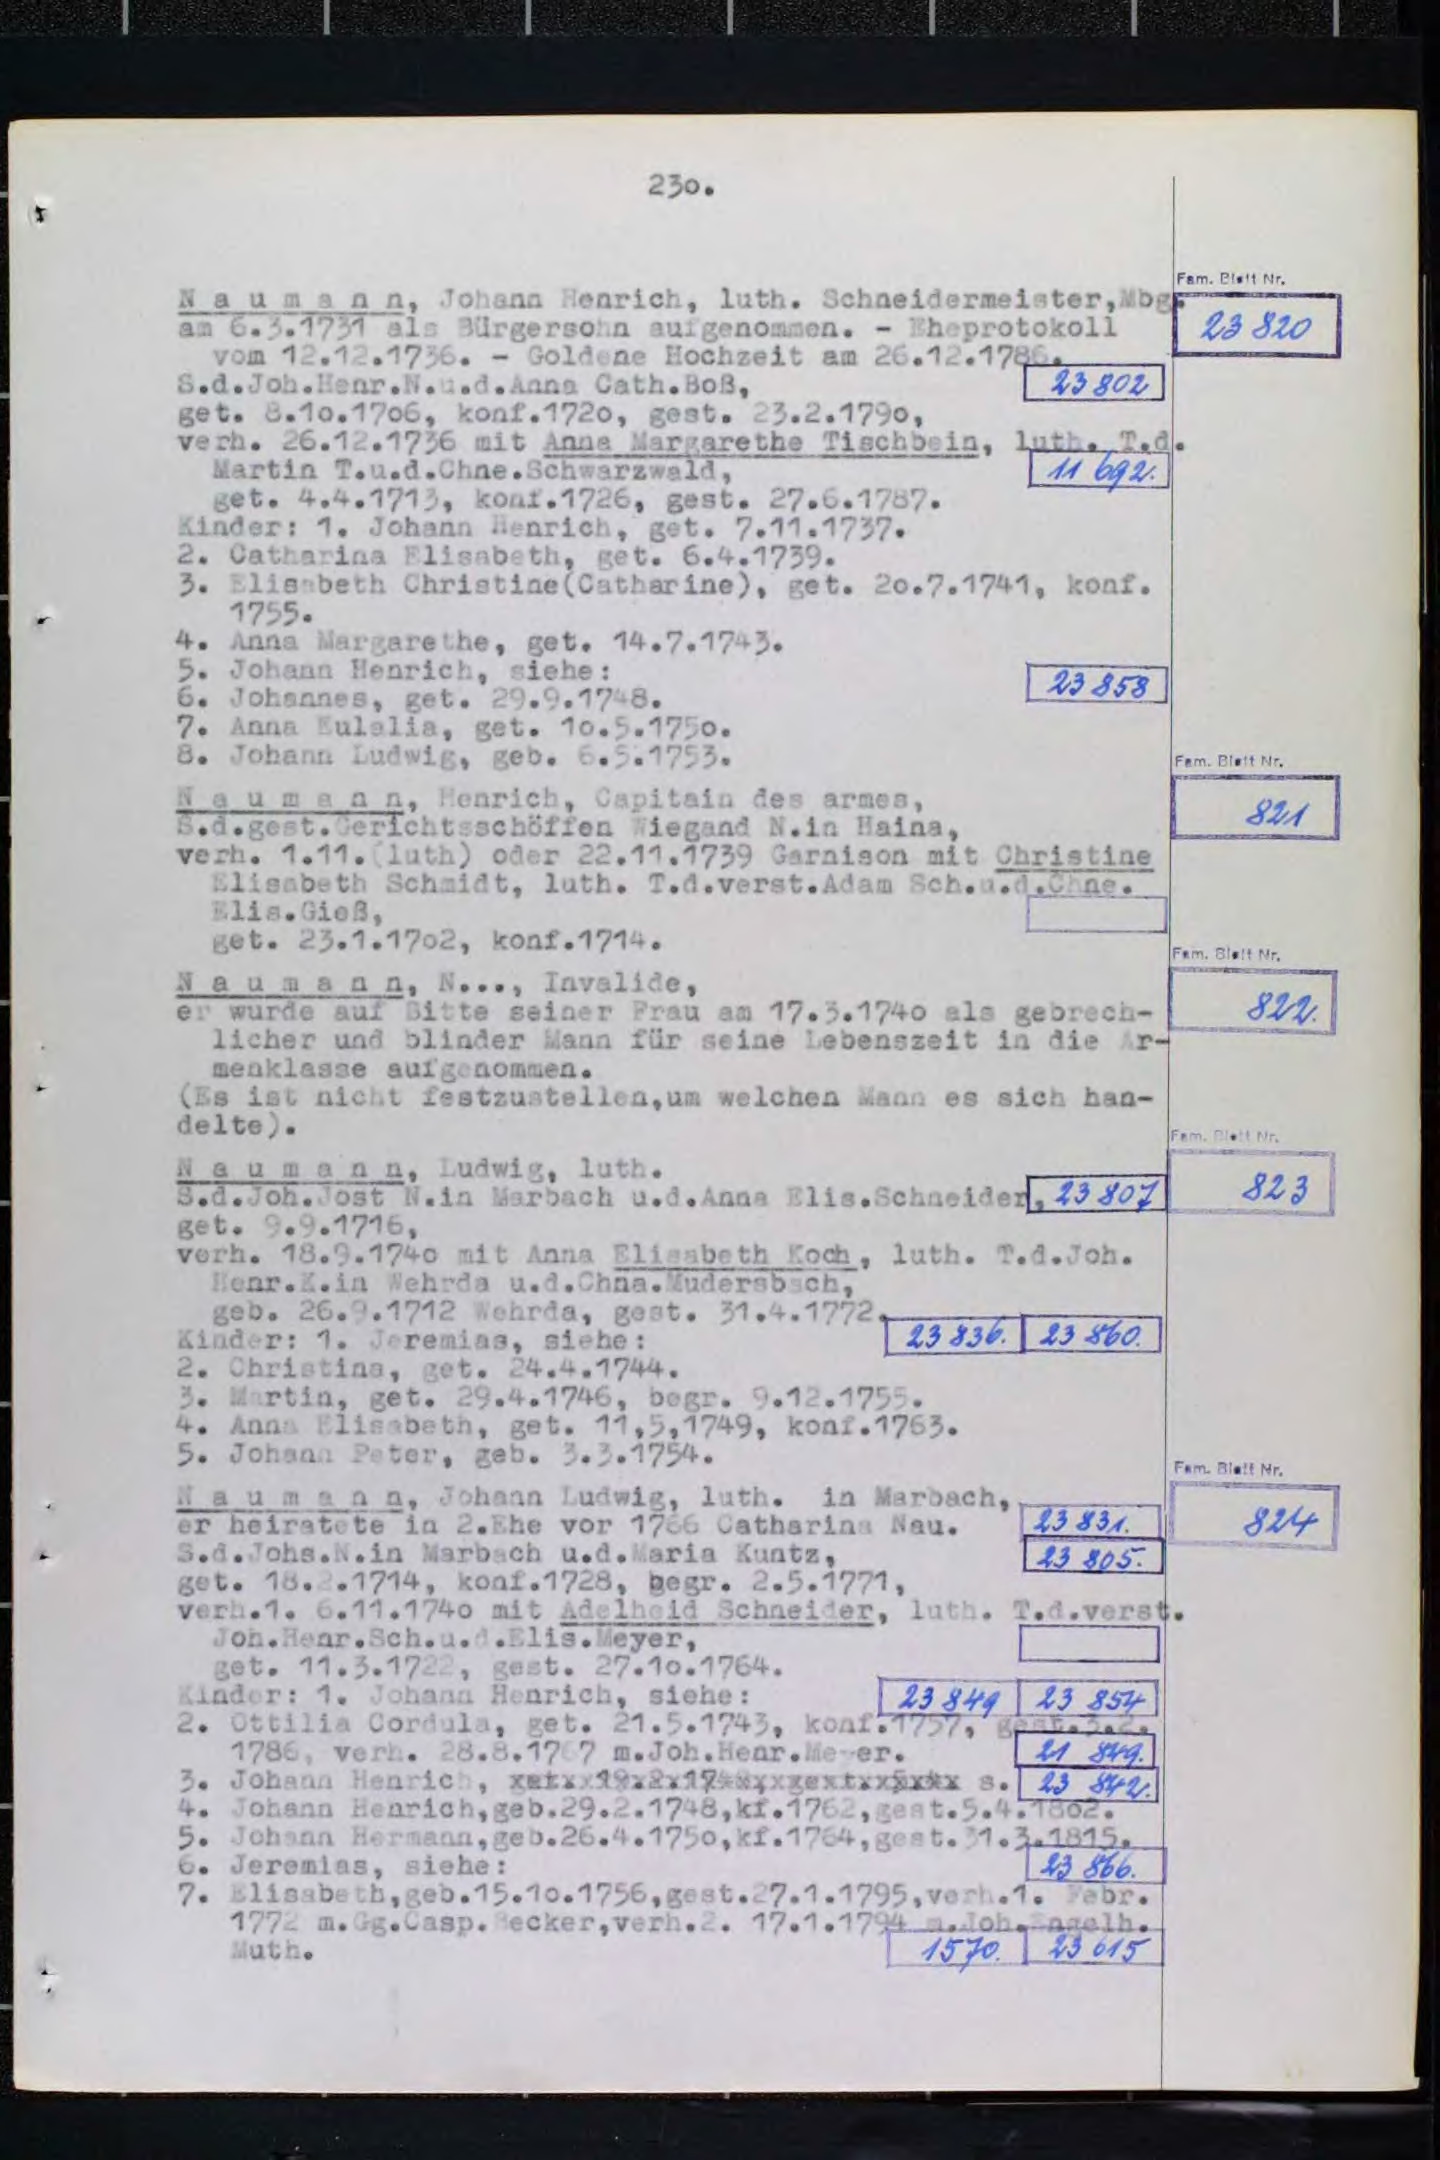 230.
Fam. Blatt Nr.
N a u m a n n, Johann Henrich, luth. Schneidermeister,Mbg.
23 820
am 6.3.1731 als Bürgersohn aufgenommen. - Eheprotokoll
vom 12.12.1736. - Goldene Hochzeit am 26.12.1786.
S.d.Joh.Henr.N.u.d.Anna Cath.Boß,
23 802
get. 8.1o.17o6, konf.172o, gest. 23.2.179o,
verh. 26.12.1736 mit Anna Margarethe Tischbein, luth. T.d.
Martin T.u.d.Chne.Schwarzwald,
11 692.
get. 4.4.1713, konf.1726, gest. 27.6.1787.
Kinder: 1. Johann Henrich, get. 7.11.1737.
2. Catharina Elisabeth, get. 6.4.1739.
3. Elisabeth Christine(Catharine), get. 2o.7.1741, konf.
1755.
4. Anna Margarethe, get. 14.7.1743.
5. Johann Henrich, siehe:
23 858
6. Johannes, get. 29.9.1748.
7. Anna Eulalia, get. 1o.5.175o.
8. Johann Ludwig, geb. 6.5.1753.
Fam. Blatt Nr.
N a u m a n n, Henrich, Capitain des armes,
821
S.d.gest.Gerichtsschöffen Wiegand N.in Haina,
verh. 1.11.(luth) oder 22.11.1739 Garnison mit Christine
Elisabeth Schmidt, luth. T.d.verst.Adam Sch.u.d.Chne.
Elis.Gieß,
get. 23.1.17o2, konf.1714.
Fam. Blatt Nr.
N a u m a n n, N..., Invalide,
822.
er wurde auf Bitte seiner Frau am 17.3.174o als gebrech-
licher und blinder Mann für seine Lebenszeit in die Ar-
menklasse aufgenommen.
(Es ist nicht festzustellen,um welchen Mann es sich han-
delte).
Fam. Blatt Nr.
N a u m a n n, Ludwig, luth.
S.d.Joh.Jost N.in Marbach u.d.Anna Elis.Schneider,
23 807
823
get. 9.9.1716,
verh. 18.9.174o mit Anna Elisabeth Koch, luth. T.d.Joh.
Henr.K.in Wehrda u.d.Chna.Mudersbach,
geb. 26.9.1712 Wehrda, gest. 31.4.1772.
Kinder: 1. Jeremias, siehe:
23 836.
23 860.
2. Christina, get. 24.4.1744.
3. Martin, get. 29.4.1746, begr. 9.12.1755.
4. Anna Elisabeth, get. 11,5,1749, konf.1763.
5. Johann Peter, geb. 3.3.1754.
Fam. Blatt Nr.
N a u m a n n, Johann Ludwig, luth. in Marbach,
er heiratete in 2.Ehe vor 1766 Catharina Nau.
23 831.
824
S.d.Johs.N.in Marbach u.d.Maria Kuntz,
23 805.
get. 18.2.1714, konf.1728, begr. 2.5.1771,
verh.1. 6.11.174o mit Adelheid Schneider, luth. T.d.verst.
Joh.Henr.Sch.u.d.Elis.Meyer,
get. 11.3.1722, gest. 27.1o.1764.
Kinder: 1. Johann Henrich, siehe:
23 849
23 854
2. Ottilia Cordula, get. 21.5.1743, konf.1757, gest.3.2.
1786, verh. 28.8.1767 m.Joh.Henr.Meyer.
21 849.
3. Johann Henrich, s.
23 842.
4. Johann Henrich,geb.29.2.1748,kf.1762,gest.5.4.18o2.
5. Johann Hermann,geb.26.4.175o,kf.1764,gest.31.3.1815.
6. Jeremias, siehe:
23 866.
7. Elisabeth,geb.15.1o.1756,gest.27.1.1795,verh.1. Febr.
1772 m.Gg.Casp.Becker,verh.2. 17.1.1794 m.Joh.Engelh.
Muth.
1570.
23 615